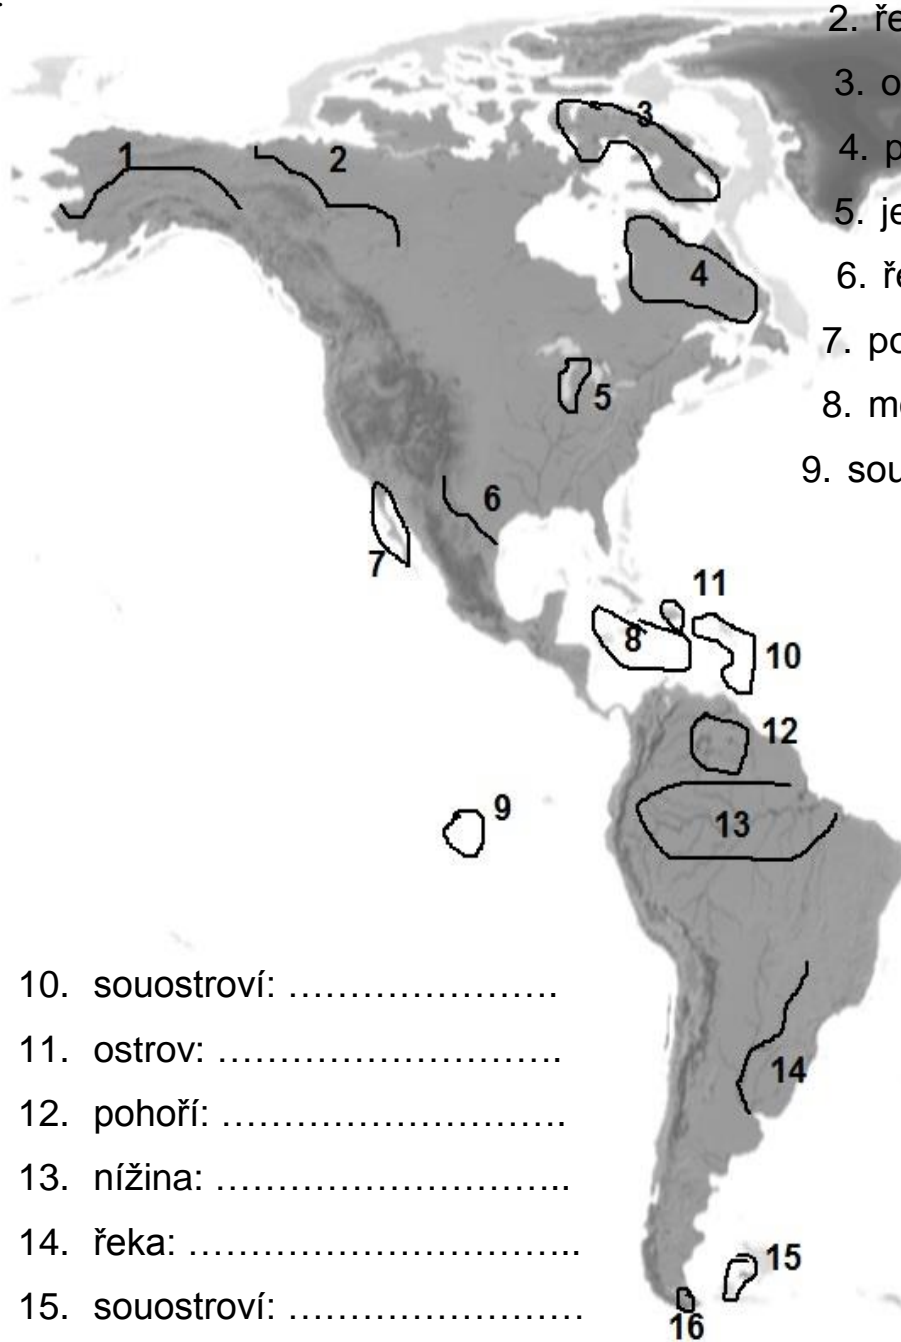 2. ře
3. o
4. p
5. je
6. ře
7. po
8. mo
9. sou
1
2
3
4
5
6
7
8
9
10
11
12
13
14
15
16
10. souostroví: ………………….
11. ostrov: ……………………….
12. pohoří: ……………………….
13. nížina: ………………………..
14. řeka: …………………………..
15. souostroví: ……………………